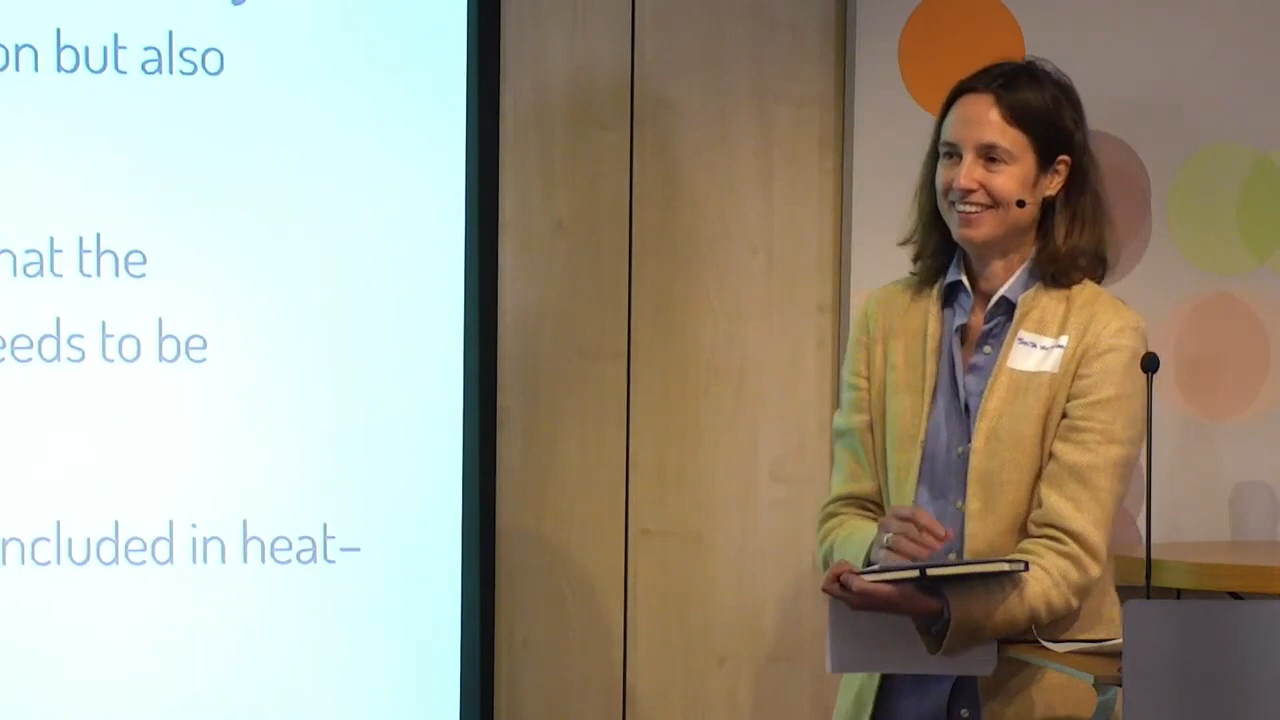 on but also
hat the
eeds to be
ncluded in heat–